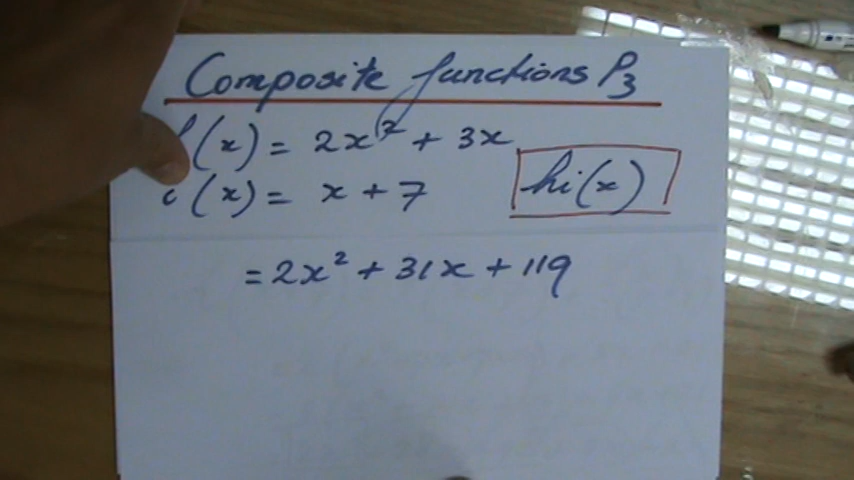 Composite functions P3
(x) = 2x² + 3x
i(x) = x + 7
hi(x)
= 2x² + 31x + 119